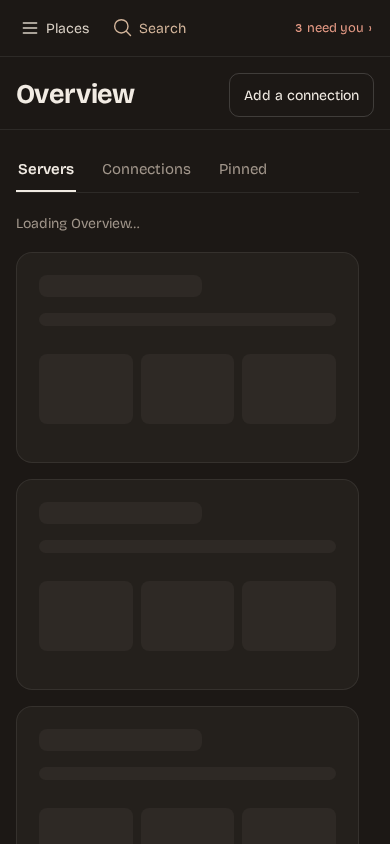 Places
Search
3 need you ›
Overview
Add a connection
Servers
Connections
Pinned
Loading Overview...